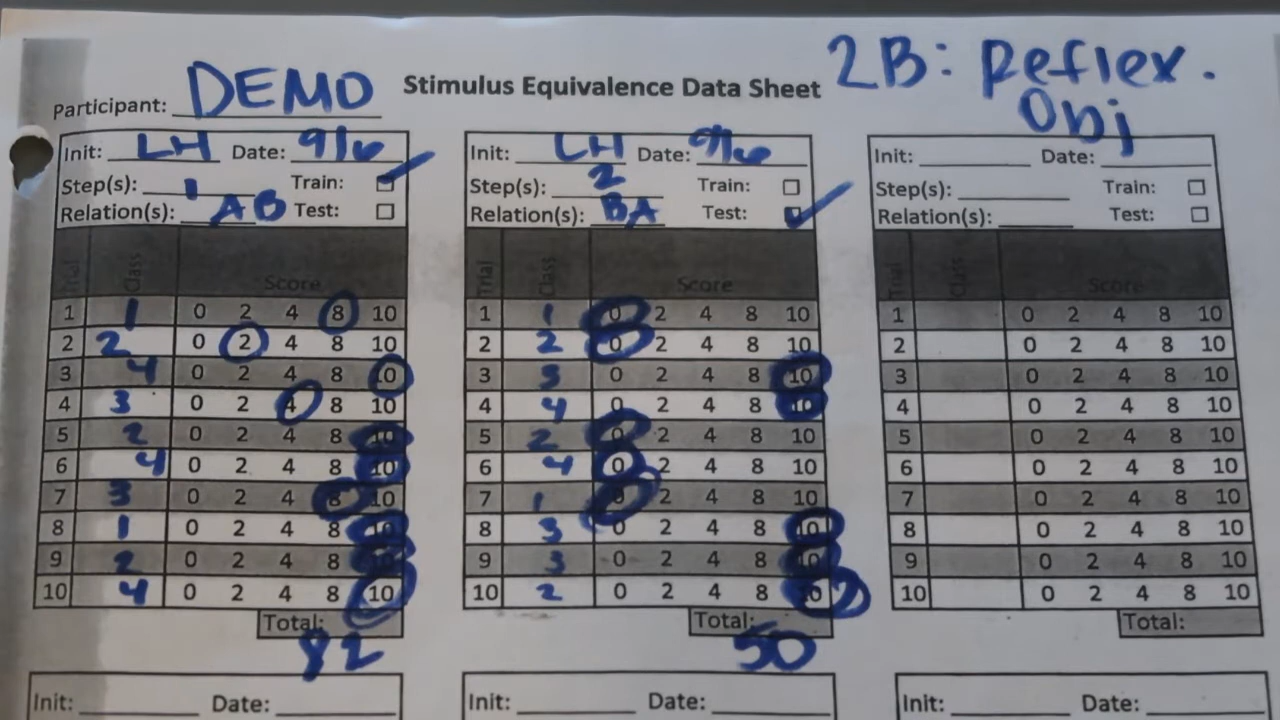 2B: Reflex.
Obj
Participant: DEMO Stimulus Equivalence Data Sheet
Init: LH Date: 9/6
Step(s): 1 Train:
Relation(s): AB Test:
Trial Class Score
1 1 0 2 4 8 10
2 2 0 2 4 8 10
3 4 0 2 4 8 10
4 3 0 2 4 8 10
5 2 0 2 4 8 10
6 4 0 2 4 8 10
7 3 0 2 4 8 10
8 1 0 2 4 8 10
9 2 0 2 4 8 10
10 4 0 2 4 8 10
Total:
82
Init: LH Date: 9/6
Step(s): 2 Train:
Relation(s): BA Test:
Trial Class Score
1 1 0 2 4 8 10
2 2 0 2 4 8 10
3 3 0 2 4 8 10
4 4 0 2 4 8 10
5 2 0 2 4 8 10
6 4 0 2 4 8 10
7 1 0 2 4 8 10
8 3 0 2 4 8 10
9 3 0 2 4 8 10
10 2 0 2 4 8 10
Total:
50
Init: Date:
Step(s): Train:
Relation(s): Test:
Trial Class Score
1 0 2 4 8 10
2 0 2 4 8 10
3 0 2 4 8 10
4 0 2 4 8 10
5 0 2 4 8 10
6 0 2 4 8 10
7 0 2 4 8 10
8 0 2 4 8 10
9 0 2 4 8 10
10 0 2 4 8 10
Total:
Init: Date:
Init: Date:
Init: Date: